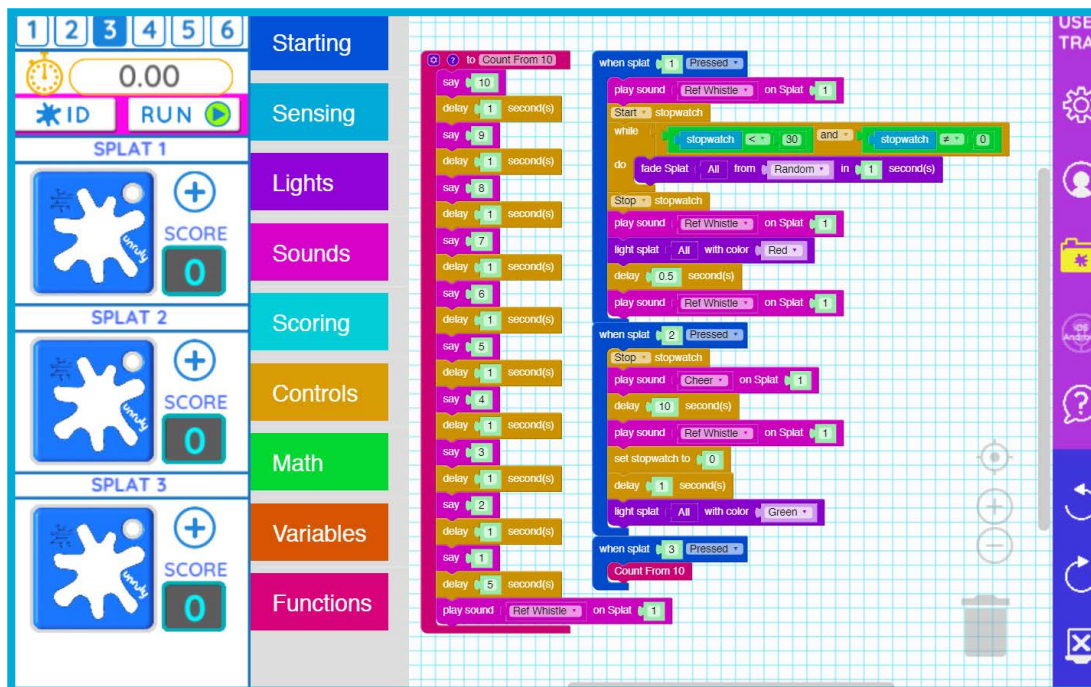 1 2 3 4 5 6
0.00
ID RUN
SPLAT 1
unruly
SCORE
0
SPLAT 2
unruly
SCORE
0
SPLAT 3
unruly
SCORE
0
Starting
Sensing
Lights
Sounds
Scoring
Controls
Math
Variables
Functions
? to Count From 10
say 10
delay 1 second(s)
say 9
delay 1 second(s)
say 8
delay 1 second(s)
say 7
delay 1 second(s)
say 6
delay 1 second(s)
say 5
delay 1 second(s)
say 4
delay 1 second(s)
say 3
delay 1 second(s)
say 2
delay 1 second(s)
say 1
delay 5 second(s)
play sound Ref Whistle on Splat 1
when splat 1 Pressed
play sound Ref Whistle on Splat 1
Start stopwatch
while stopwatch < 30 and stopwatch ≠ 0
do fade Splat All from Random in 1 second(s)
Stop stopwatch
play sound Ref Whistle on Splat 1
light splat All with color Red
delay 0.5 second(s)
play sound Ref Whistle on Splat 1
when splat 2 Pressed
Stop stopwatch
play sound Cheer on Splat 1
delay 10 second(s)
play sound Ref Whistle on Splat 1
set stopwatch to 0
delay 1 second(s)
light splat All with color Green
when splat 3 Pressed
Count From 10
USE
TRA
iOS
?